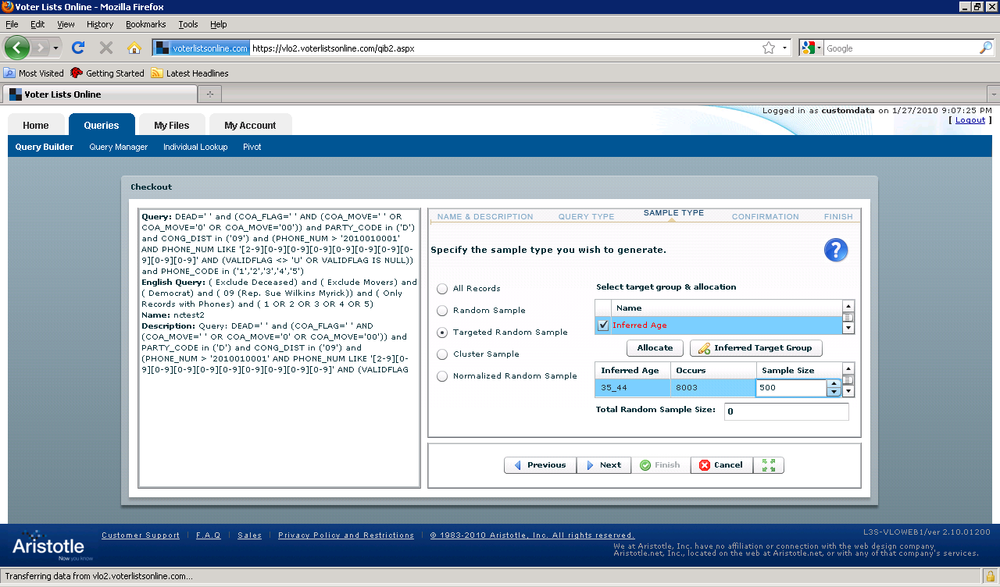 Voter Lists Online - Mozilla Firefox
File Edit View History Bookmarks Tools Help
voterlistsonline.com ttps://vlo2.voterlistsonline.com/qib2.aspx Google
Most Visited Getting Started Latest Headlines
Voter Lists Online
Logged in as customdata on 1/27/2010 9:07:25 PM
[ Logout ]
Home Queries My Files My Account
Query Builder Query Manager Individual Lookup Pivot
Checkout
Query: DEAD=' ' and (COA_FLAG=' ' AND (COA_MOVE=' ' OR
COA_MOVE='0' OR COA_MOVE='00')) and PARTY_CODE in ('D')
and CONG_DIST in ('09') and (PHONE_NUM > '2010010001'
AND PHONE_NUM LIKE '[2-9][0-9][0-9][0-9][0-9][0-9][0-9][0-
9][0-9][0-9]' AND (VALIDFLAG <> 'U' OR VALIDFLAG IS NULL))
and PHONE_CODE in ('1','2','3','4','5')
English Query: ( Exclude Deceased) and ( Exclude Movers) and
( Democrat) and ( 09 (Rep. Sue Wilkins Myrick)) and ( Only
Records with Phones) and ( 1 OR 2 OR 3 OR 4 OR 5)
Name: nctest2
Description: Query: DEAD=' ' and (COA_FLAG=' ' AND
(COA_MOVE=' ' OR COA_MOVE='0' OR COA_MOVE='00')) and
PARTY_CODE in ('D') and CONG_DIST in ('09') and
(PHONE_NUM > '2010010001' AND PHONE_NUM LIKE '[2-9][0-
9][0-9][0-9][0-9][0-9][0-9][0-9][0-9][0-9]' AND (VALIDFLAG
NAME & DESCRIPTION QUERY TYPE SAMPLE TYPE CONFIRMATION FINISH
Specify the sample type you wish to generate.
?
All Records
Random Sample
Targeted Random Sample
Cluster Sample
Normalized Random Sample
Select target group & allocation
Name
Inferred Age
Allocate Inferred Target Group
Inferred Age Occurs Sample Size
35_44 8003 500
Total Random Sample Size: 0
Previous Next Finish Cancel
Aristotle
Now you know
Customer Support F.A.Q Sales Privacy Policy and Restrictions © 1983-2010 Aristotle, Inc. All rights reserved.
L3S-VLOWEB1/ver 2.10.01200
We at Aristotle, Inc. have no affiliation or connection with the web design company
Aristotle.net, Inc., located on the web at Aristotle.net, or with any of that company's services.
Transferring data from vlo2.voterlistsonline.com...